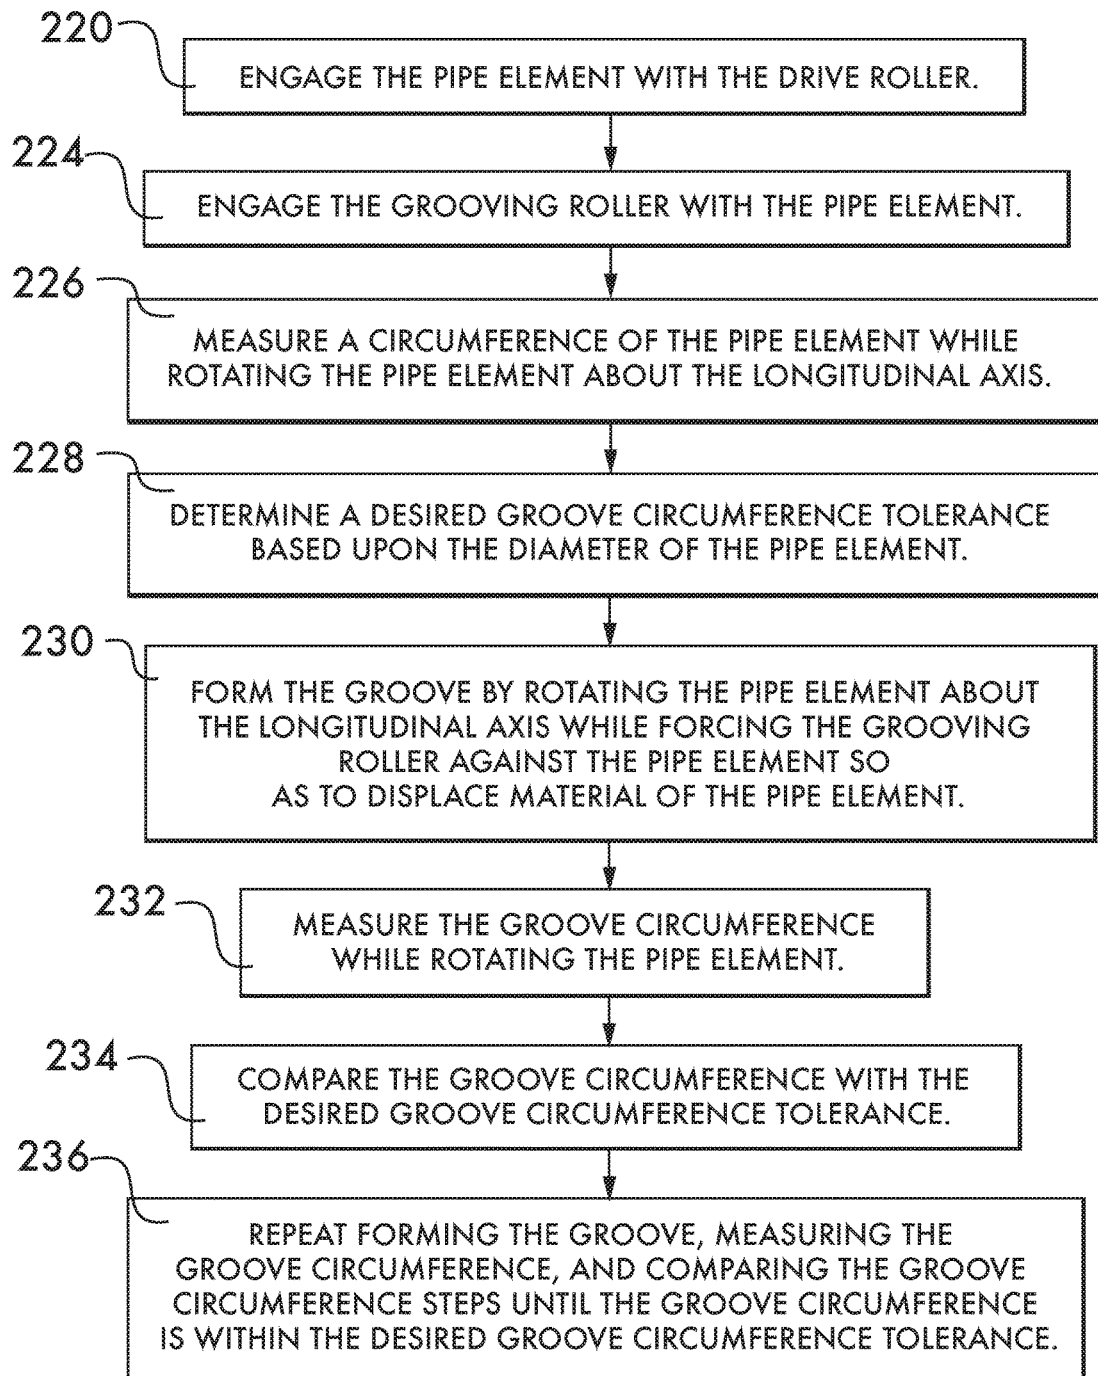 220
ENGAGE THE PIPE ELEMENT WITH THE DRIVE ROLLER.
224
ENGAGE THE GROOVING ROLLER WITH THE PIPE ELEMENT.
226
MEASURE A CIRCUMFERENCE OF THE PIPE ELEMENT WHILE
ROTATING THE PIPE ELEMENT ABOUT THE LONGITUDINAL AXIS.
228
DETERMINE A DESIRED GROOVE CIRCUMFERENCE TOLERANCE
BASED UPON THE DIAMETER OF THE PIPE ELEMENT.
230
FORM THE GROOVE BY ROTATING THE PIPE ELEMENT ABOUT
THE LONGITUDINAL AXIS WHILE FORCING THE GROOVING
ROLLER AGAINST THE PIPE ELEMENT SO
AS TO DISPLACE MATERIAL OF THE PIPE ELEMENT.
232
MEASURE THE GROOVE CIRCUMFERENCE
WHILE ROTATING THE PIPE ELEMENT.
234
COMPARE THE GROOVE CIRCUMFERENCE WITH THE
DESIRED GROOVE CIRCUMFERENCE TOLERANCE.
236
REPEAT FORMING THE GROOVE, MEASURING THE
GROOVE CIRCUMFERENCE, AND COMPARING THE GROOVE
CIRCUMFERENCE STEPS UNTIL THE GROOVE CIRCUMFERENCE
IS WITHIN THE DESIRED GROOVE CIRCUMFERENCE TOLERANCE.